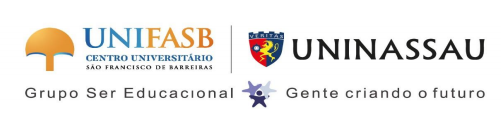 UNIFASB
CENTRO UNIVERSITÁRIO
SÃO FRANCISCO DE BARREIRAS
VERITAS
UNINASSAU
Grupo Ser Educacional
Gente criando o futuro